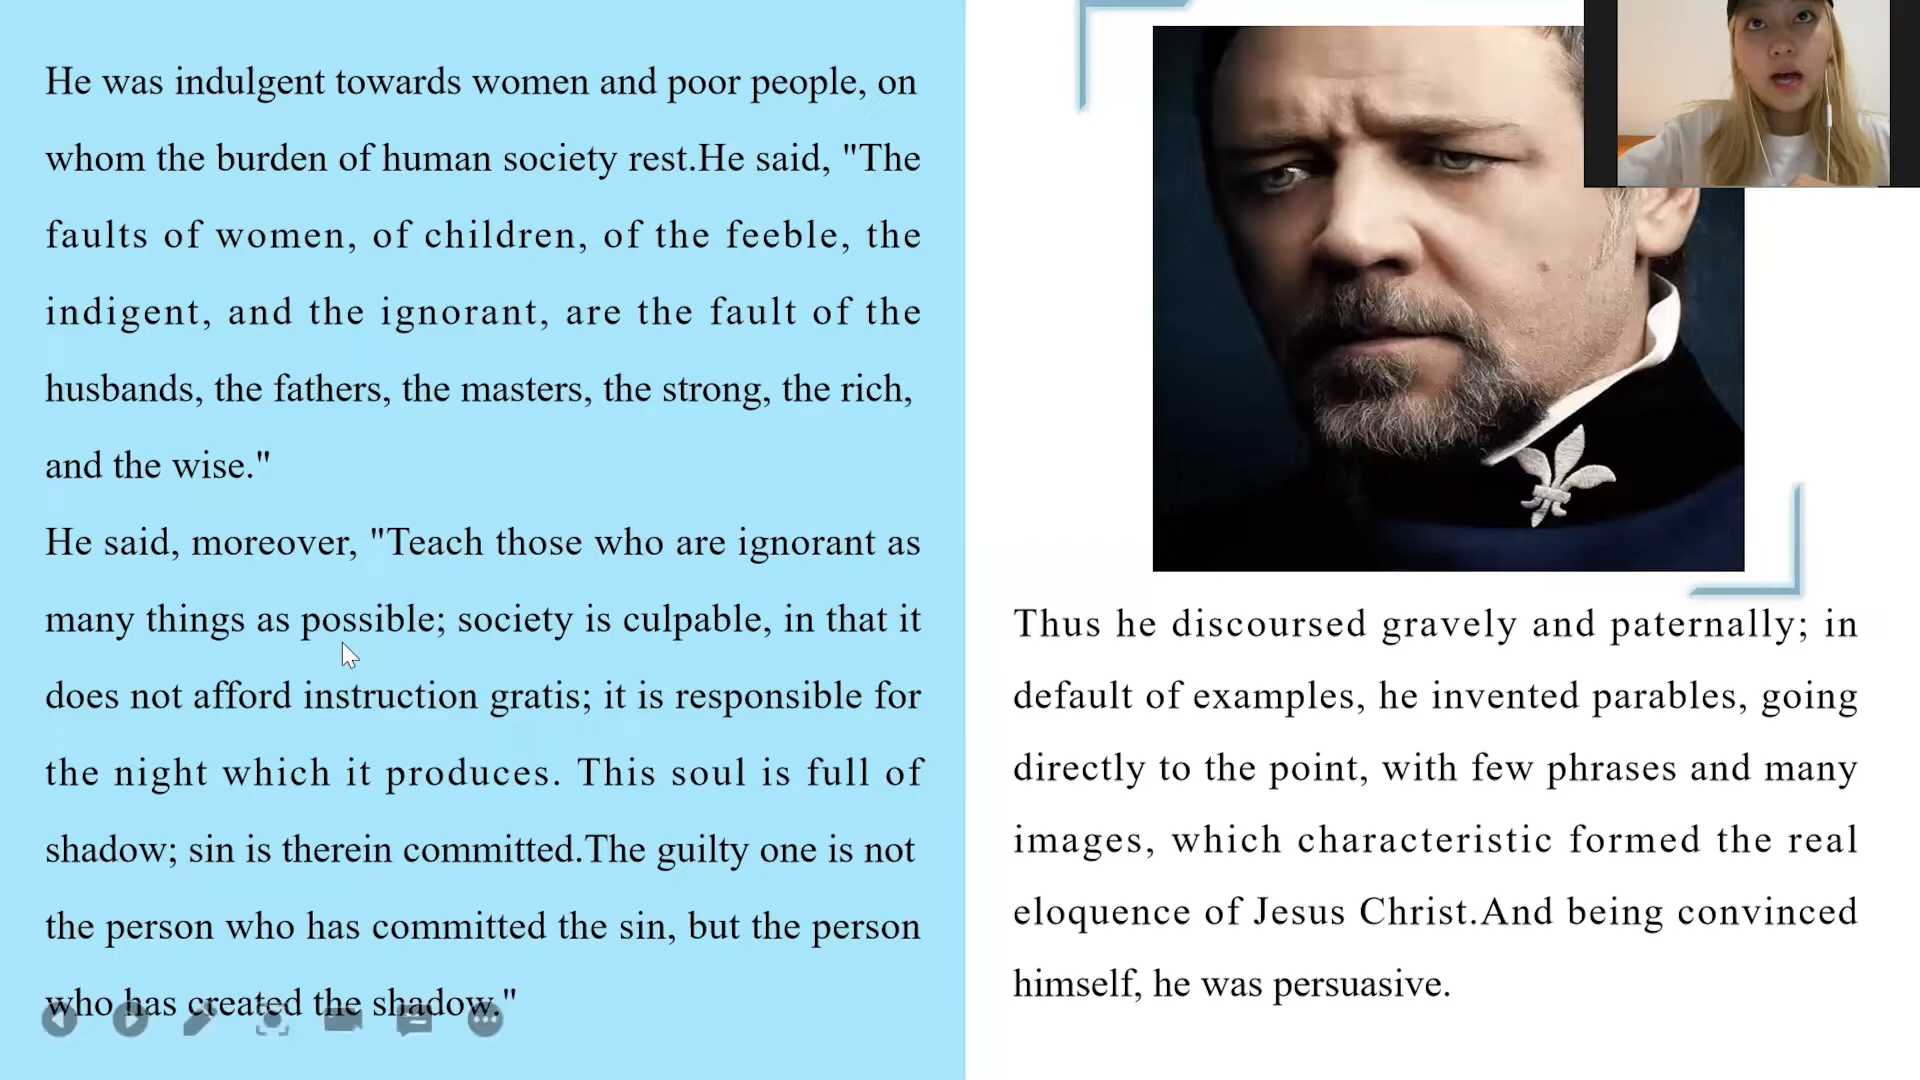 He was indulgent towards women and poor people, on
whom the burden of human society rest.He said, "The
faults of women, of children, of the feeble, the
indigent, and the ignorant, are the fault of the
husbands, the fathers, the masters, the strong, the rich,
and the wise."
He said, moreover, "Teach those who are ignorant as
many things as possible; society is culpable, in that it
does not afford instruction gratis; it is responsible for
the night which it produces. This soul is full of
shadow; sin is therein committed.The guilty one is not
the person who has committed the sin, but the person
who has created the shadow."
Thus he discoursed gravely and paternally; in
default of examples, he invented parables, going
directly to the point, with few phrases and many
images, which characteristic formed the real
eloquence of Jesus Christ.And being convinced
himself, he was persuasive.